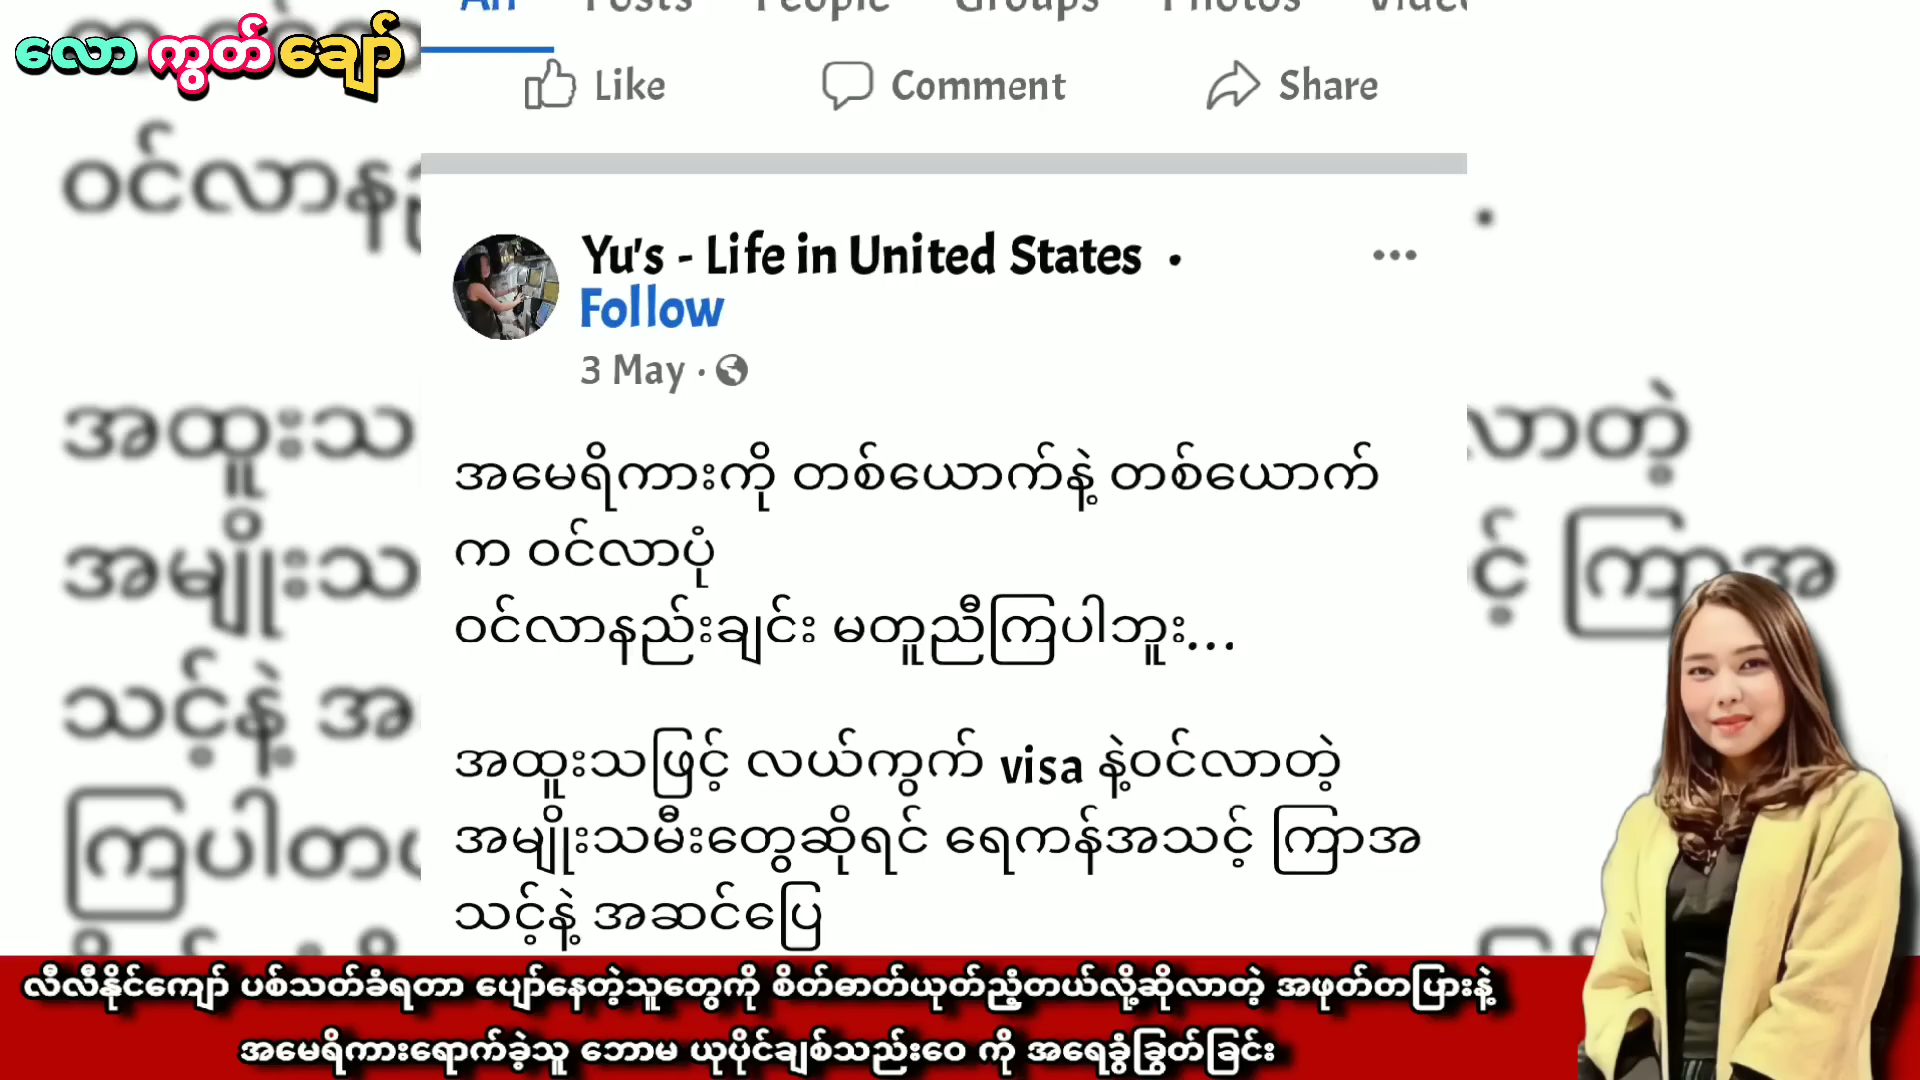 လော ကွတ် ချော်
All Posts People Groups Photos
Like Comment Share
Yu's - Life in United States •
Follow
3 May ·
အမေရိကားကို တစ်ယောက်နဲ့ တစ်ယောက်
က ဝင်လာပုံ
ဝင်လာနည်းချင်း မတူညီကြပါဘူး...
အထူးသဖြင့် လယ်ကွက် visa နဲ့ဝင်လာတဲ့
အမျိုးသမီးတွေဆိုရင် ရေကန်အသင့် ကြာအ
သင့်နဲ့ အဆင်ပြေ
လီလီနိုင်ကျော် ပစ်သတ်ခံရတာ ပျော်နေတဲ့သူတွေကို စိတ်ဓာတ်ယုတ်ညံ့တယ်လို့ဆိုလာတဲ့ အဖုတ်တပြားနဲ့
အမေရိကားရောက်ခဲ့သူ ဘောမ ယုပိုင်ချစ်သည်းဝေ ကို အရေခွံခြွတ်ခြင်း